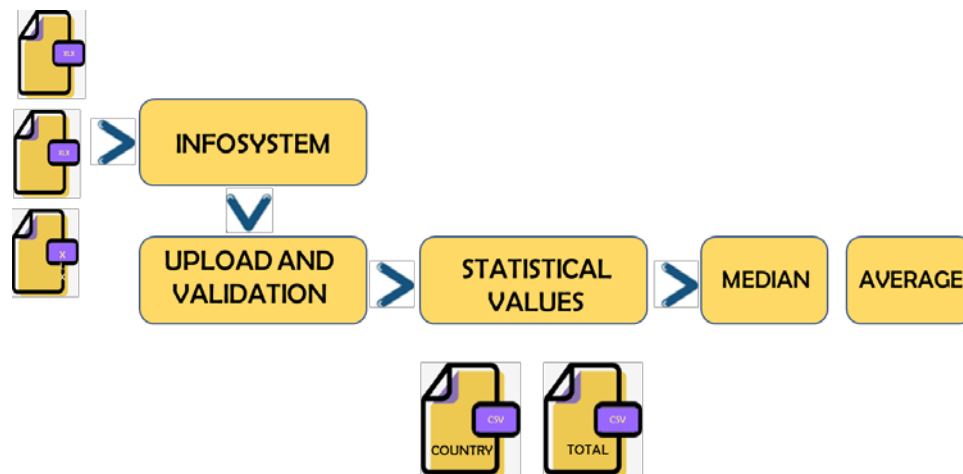 XLX
XLX
X
X
INFOSYSTEM
UPLOAD AND
VALIDATION
STATISTICAL
VALUES
MEDIAN
AVERAGE
CSV
COUNTRY
CSV
TOTAL